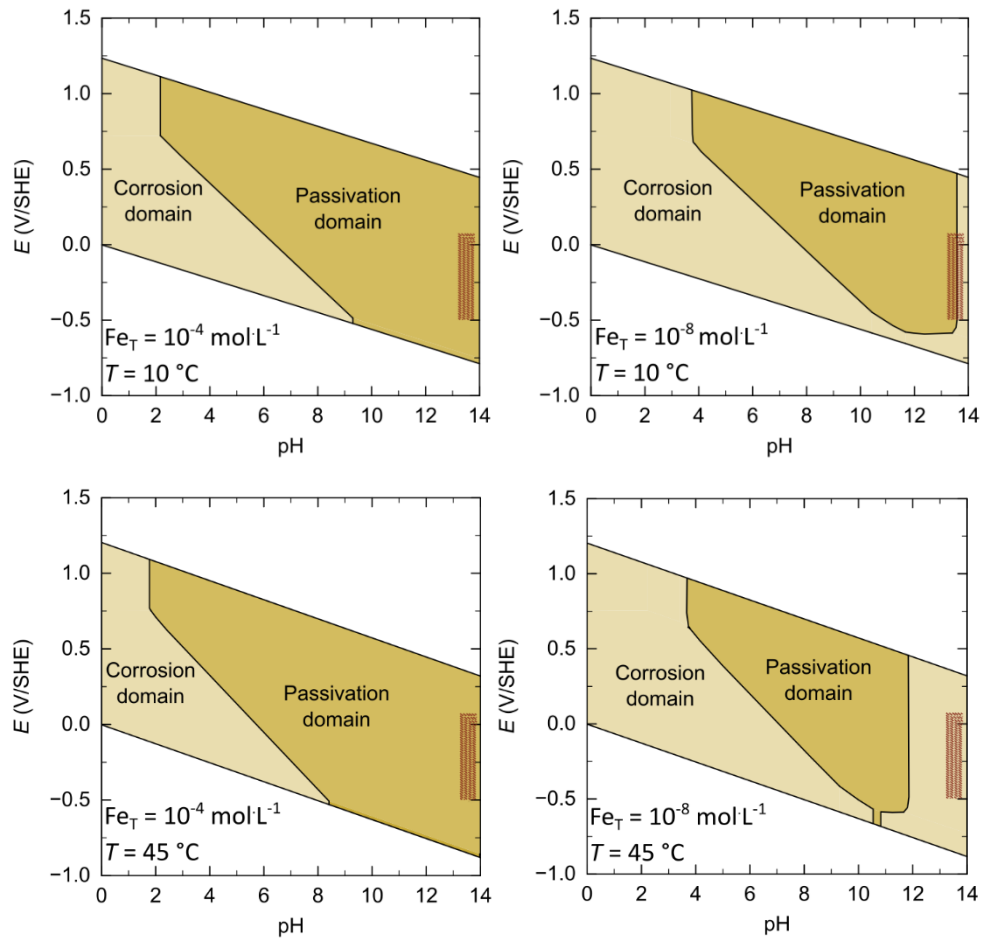 1.5
1.0
0.5
0.0
−0.5
−1.0
E (V/SHE)
Corrosion
domain
Passivation
domain
Fe_T = 10^-4 mol·L^-1
T = 10 °C
0 2 4 6 8 10 12 14
pH
1.5
1.0
0.5
0.0
−0.5
−1.0
E (V/SHE)
Corrosion
domain
Passivation
domain
Fe_T = 10^-8 mol·L^-1
T = 10 °C
0 2 4 6 8 10 12 14
pH
1.5
1.0
0.5
0.0
−0.5
−1.0
E (V/SHE)
Corrosion
domain
Passivation
domain
Fe_T = 10^-4 mol·L^-1
T = 45 °C
0 2 4 6 8 10 12 14
pH
1.5
1.0
0.5
0.0
−0.5
−1.0
E (V/SHE)
Corrosion
domain
Passivation
domain
Fe_T = 10^-8 mol·L^-1
T = 45 °C
0 2 4 6 8 10 12 14
pH